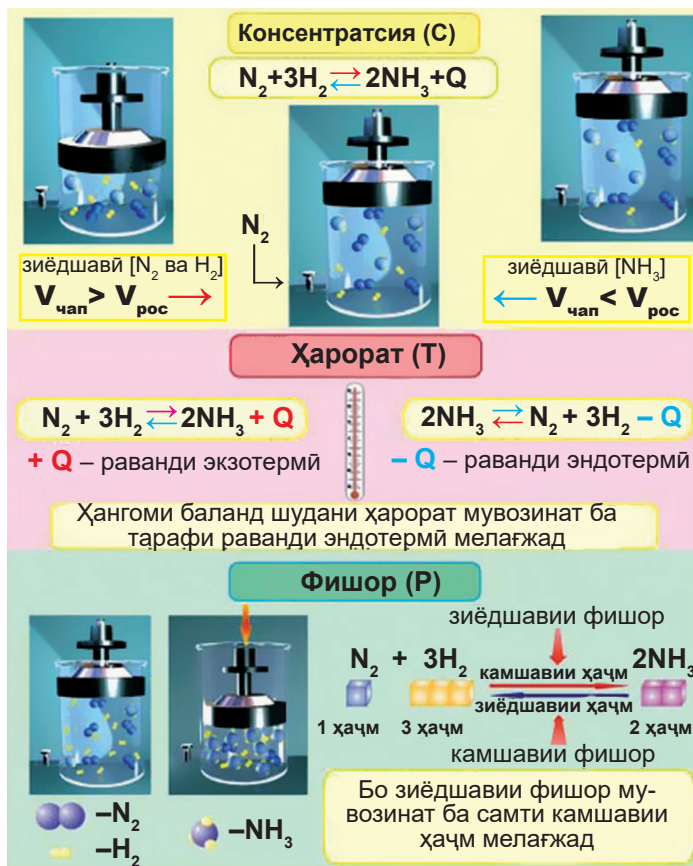 Консентратсия (C)
N₂+3H₂ ⇄ 2NH₃+Q
N₂
зиёдшавӣ [N₂ ва H₂]
Vчап > Vрос →
зиёдшавӣ [NH₃]
← Vчап < Vрос
Ҳарорат (T)
N₂ + 3H₂ ⇄ 2NH₃ + Q
+ Q – раванди экзотермӣ
2NH₃ ⇄ N₂ + 3H₂ – Q
– Q – раванди эндотермӣ
Ҳангоми баланд шудани ҳарорат мувозинат ба
тарафи раванди эндотермӣ мелағжад
Фишор (P)
зиёдшавии фишор
N₂ + 3H₂ 2NH₃
камшавии ҳаҷм
зиёдшавии ҳаҷм
1 ҳаҷм 3 ҳаҷм 2 ҳаҷм
камшавии фишор
–N₂
–H₂
–NH₃
Бо зиёдшавии фишор му-
возинат ба самти камшавии
ҳаҷм мелағжад